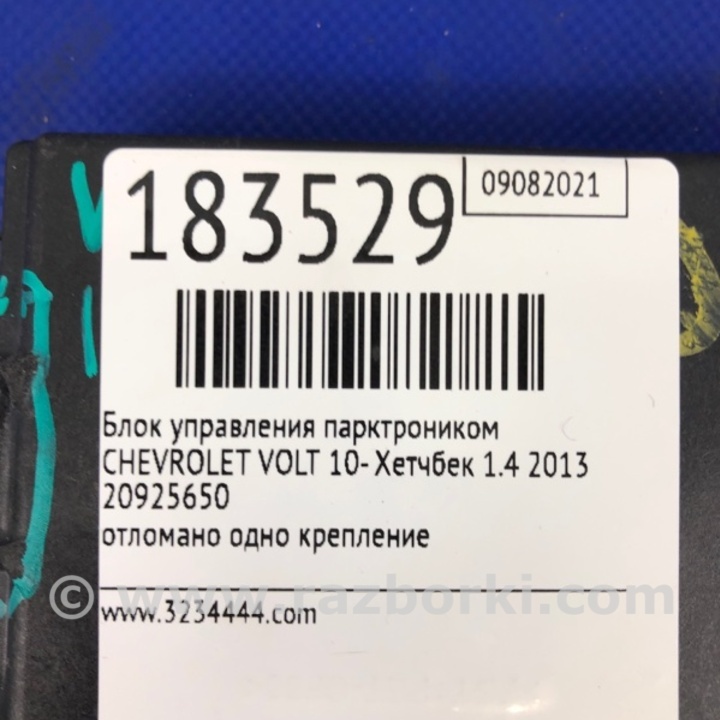 183529
09082021
Блок управления парктроником
CHEVROLET VOLT 10- Хетчбек 1.4 2013
20925650
отломано одно крепление
© www.razborki.com
www.3234444.com